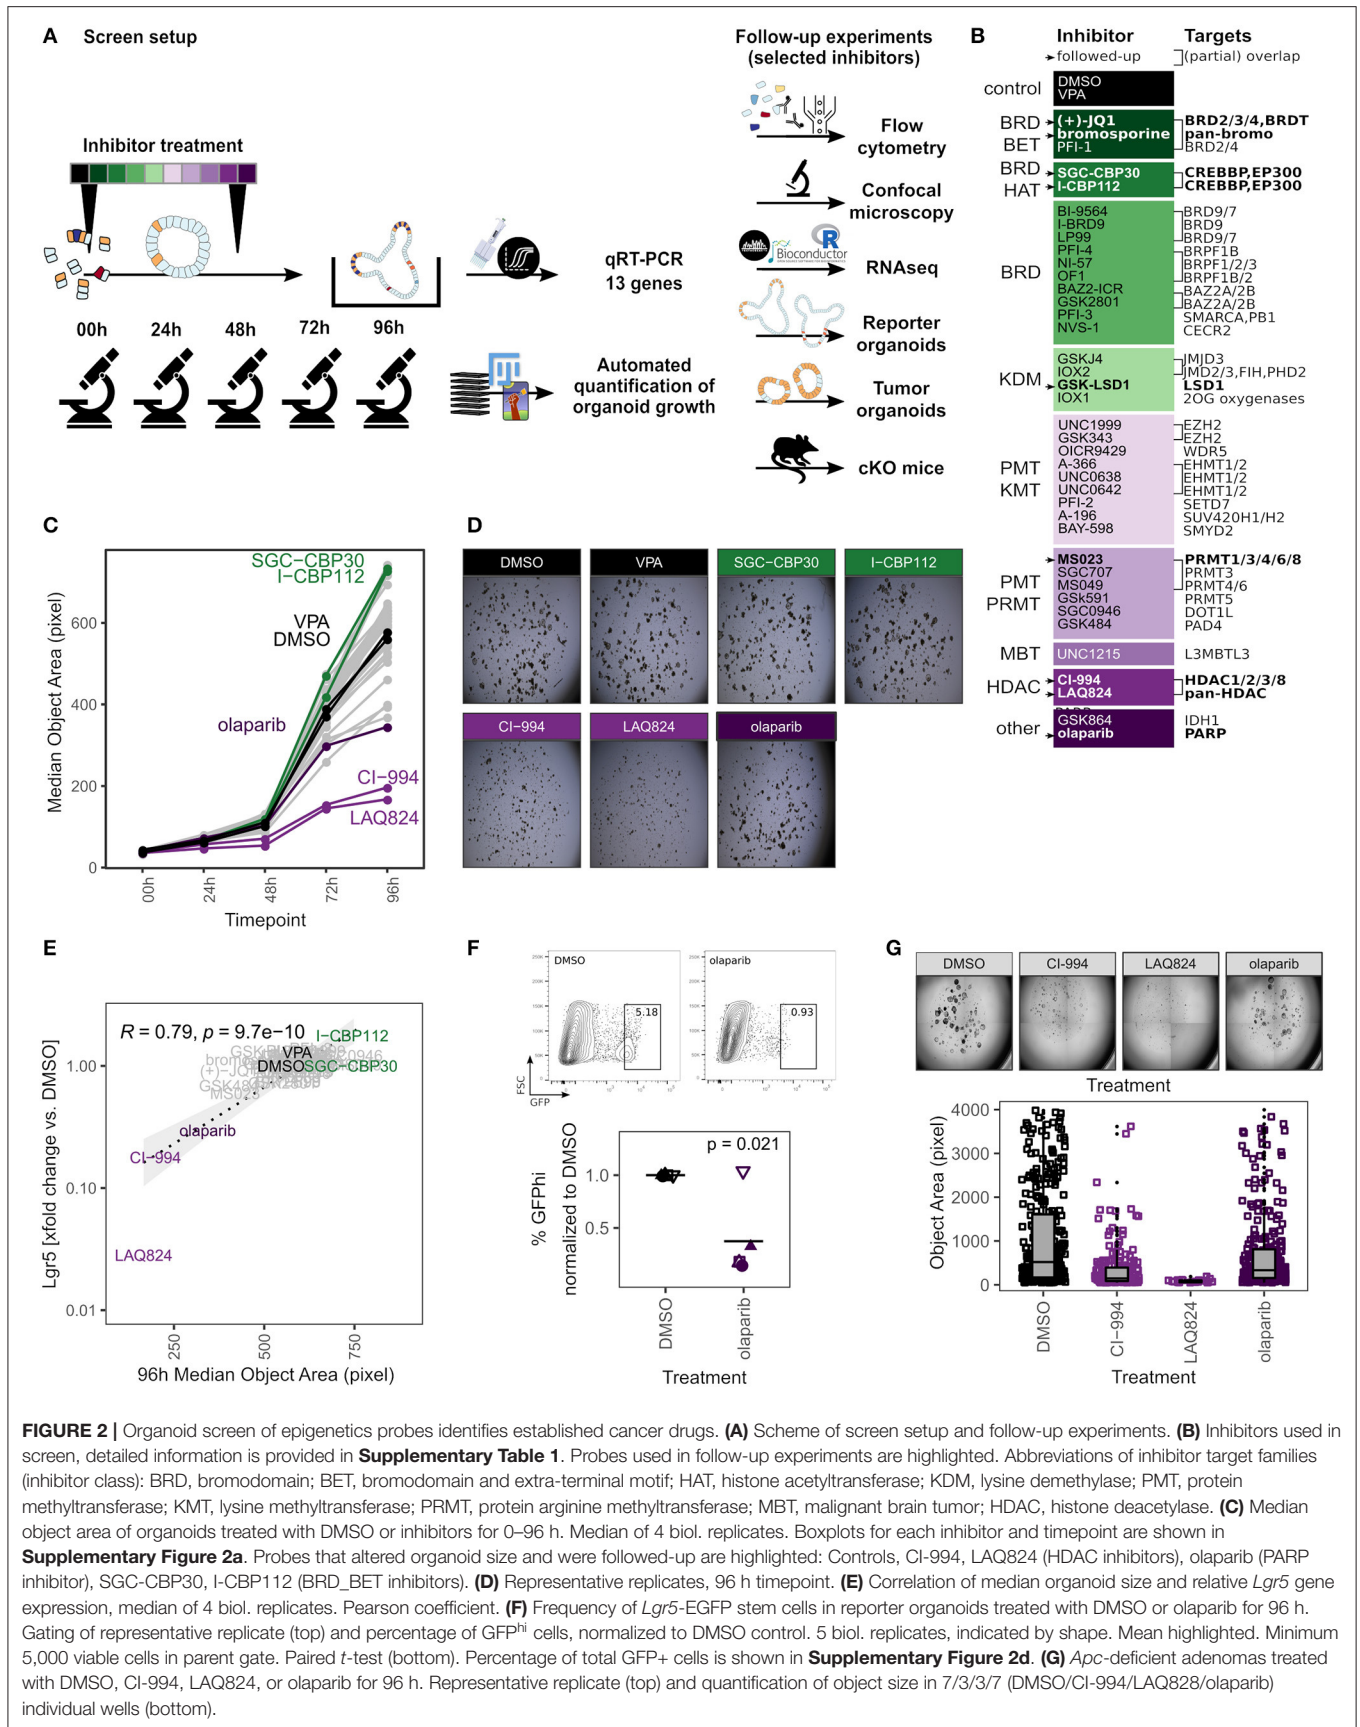 A
Screen setup
Inhibitor treatment
00h
24h
48h
72h
96h
qRT-PCR
13 genes
Automated
quantification of
organoid growth
Follow-up experiments
(selected inhibitors)
Flow
cytometry
Confocal
microscopy
Bioconductor
R
RNAseq
Reporter
organoids
Tumor
organoids
cKO mice
B
Inhibitor Targets
followed-up (partial) overlap
control
DMSO
VPA
BRD
BET
(+)-JQ1 BRD2/3/4,BRDT
bromosporine pan-bromo
PFI-1 BRD2/4
BRD
HAT
SGC-CBP30 CREBBP,EP300
I-CBP112 CREBBP,EP300
BRD
BI-9564 BRD9/7
I-BRD9 BRD9
LP99 BRD9/7
PFI-4 BRPF1B
NI-57 BRPF1/2/3
OF1 BRPF1B/2
BAZ2-ICR BAZ2A/2B
GSK2801 BAZ2A/2B
PFI-3 SMARCA,PB1
NVS-1 CECR2
KDM
GSKJ4 JMJD3
IOX2 JMD2/3,FIH,PHD2
GSK-LSD1 LSD1
IOX1 2OG oxygenases
PMT
KMT
UNC1999 EZH2
GSK343 EZH2
OICR9429 WDR5
A-366 EHMT1/2
UNC0638 EHMT1/2
UNC0642 EHMT1/2
PFI-2 SETD7
A-196 SUV420H1/H2
BAY-598 SMYD2
PMT
PRMT
MS023 PRMT1/3/4/6/8
SGC707 PRMT3
MS049 PRMT4/6
GSk591 PRMT5
SGC0946 DOT1L
GSK484 PAD4
MBT
UNC1215 L3MBTL3
HDAC
CI-994 HDAC1/2/3/8
LAQ824 pan-HDAC
other
GSK864 IDH1
olaparib PARP
C
Median Object Area (pixel)
600
400
200
0
SGC−CBP30
I−CBP112
VPA
DMSO
olaparib
CI−994
LAQ824
00h
24h
48h
72h
96h
Timepoint
D
DMSO
VPA
SGC−CBP30
I−CBP112
CI−994
LAQ824
olaparib
E
Lgr5 [xfold change vs. DMSO]
1.00
0.10
0.01
R = 0.79, p = 9.7e−10
I−CBP112
VPA
DMSO
SGC−CBP30
MS023
olaparib
CI−994
LAQ824
250
500
750
96h Median Object Area (pixel)
F
DMSO
5.18
olaparib
0.93
FSC
GFP
% GFPhi
normalized to DMSO
1.0
0.5
p = 0.021
DMSO
olaparib
Treatment
G
DMSO
CI-994
LAQ824
olaparib
Treatment
Object Area (pixel)
4000
3000
2000
1000
0
DMSO
CI−994
LAQ824
olaparib
Treatment
FIGURE 2 | Organoid screen of epigenetics probes identifies established cancer drugs. (A) Scheme of screen setup and follow-up experiments. (B) Inhibitors used in
screen, detailed information is provided in Supplementary Table 1. Probes used in follow-up experiments are highlighted. Abbreviations of inhibitor target families
(inhibitor class): BRD, bromodomain; BET, bromodomain and extra-terminal motif; HAT, histone acetyltransferase; KDM, lysine demethylase; PMT, protein
methyltransferase; KMT, lysine methyltransferase; PRMT, protein arginine methyltransferase; MBT, malignant brain tumor; HDAC, histone deacetylase. (C) Median
object area of organoids treated with DMSO or inhibitors for 0–96 h. Median of 4 biol. replicates. Boxplots for each inhibitor and timepoint are shown in
Supplementary Figure 2a. Probes that altered organoid size and were followed-up are highlighted: Controls, CI-994, LAQ824 (HDAC inhibitors), olaparib (PARP
inhibitor), SGC-CBP30, I-CBP112 (BRD_BET inhibitors). (D) Representative replicates, 96 h timepoint. (E) Correlation of median organoid size and relative Lgr5 gene
expression, median of 4 biol. replicates. Pearson coefficient. (F) Frequency of Lgr5-EGFP stem cells in reporter organoids treated with DMSO or olaparib for 96 h.
Gating of representative replicate (top) and percentage of GFPhi cells, normalized to DMSO control. 5 biol. replicates, indicated by shape. Mean highlighted. Minimum
5,000 viable cells in parent gate. Paired t-test (bottom). Percentage of total GFP+ cells is shown in Supplementary Figure 2d. (G) Apc-deficient adenomas treated
with DMSO, CI-994, LAQ824, or olaparib for 96 h. Representative replicate (top) and quantification of object size in 7/3/3/7 (DMSO/CI-994/LAQ828/olaparib)
individual wells (bottom).